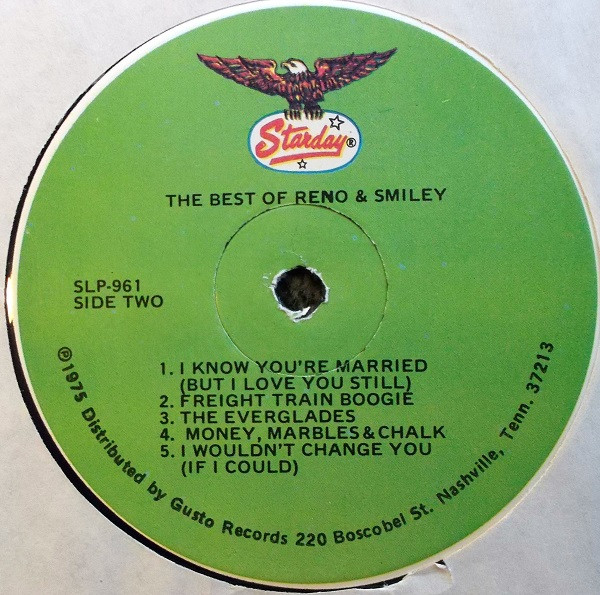 Starday®
THE BEST OF RENO & SMILEY
SLP-961
SIDE TWO
1. I KNOW YOU'RE MARRIED
(BUT I LOVE YOU STILL)
2. FREIGHT TRAIN BOOGIE
3. THE EVERGLADES
4. MONEY, MARBLES & CHALK
5. I WOULDN'T CHANGE YOU
(IF I COULD)
℗1975 Distributed by Gusto Records 220 Boscobel St. Nashville, Tenn. 37213